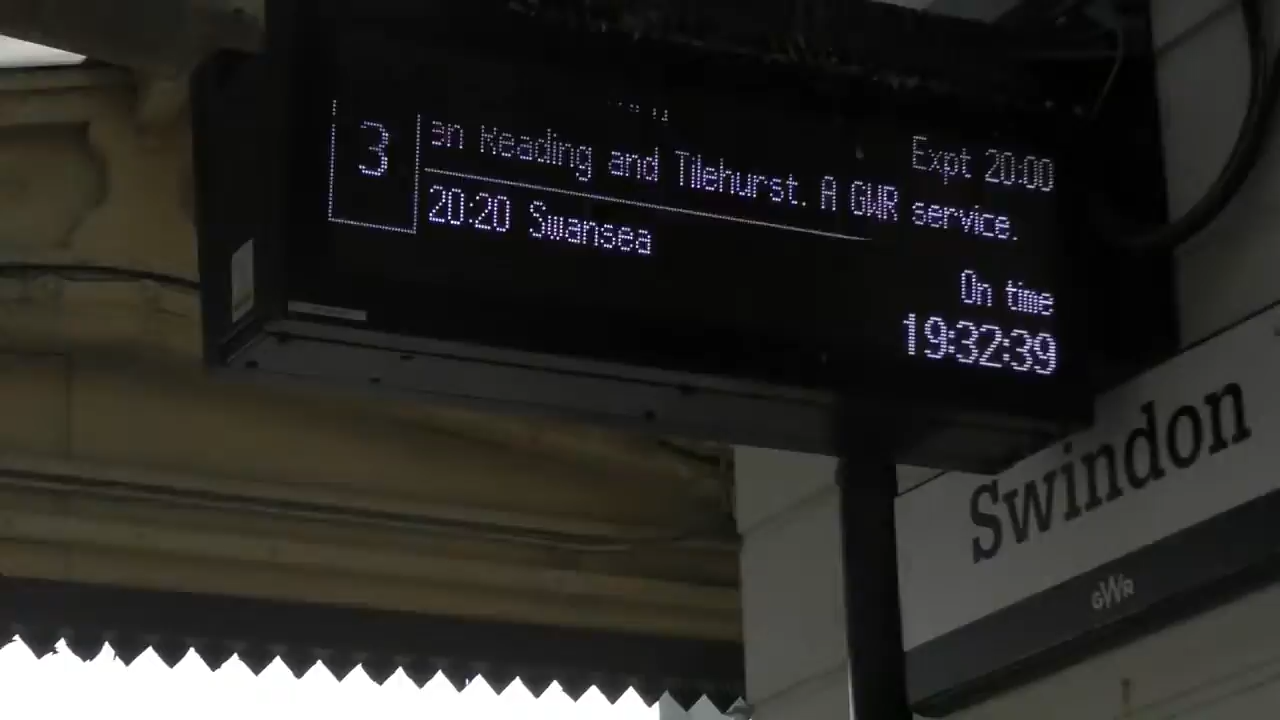 3
Expt 20:00
an Reading and Tilehurst. A GWR service.
20:20 Swansea
On time
19:32:39
Swindon
GWR